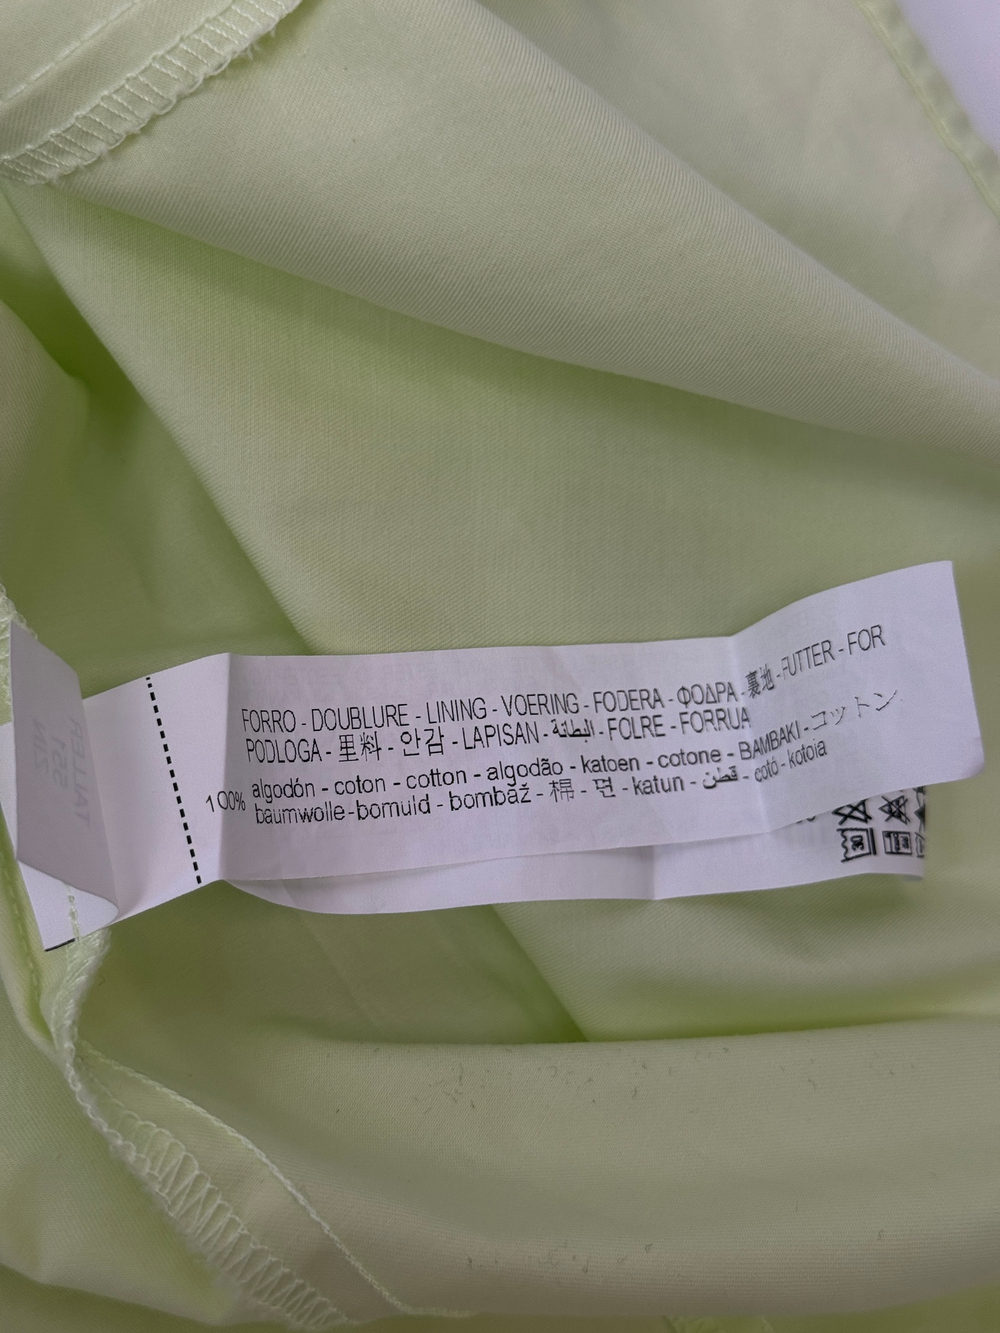 FORRO - DOUBLURE - LINING - VOERING - FODERA - ΦΟΔΡΑ - 裏地 - FUTTER - FOR
PODLOGA - 里料 - 안감 - LAPISAN - البطانة - FOLRE - FORRUA
100% algodón - coton - cotton - algodão - katoen - cotone - ΒΑΜΒΑΚΙ - コットン
baumwolle - bomuld - bombaž - 棉 - 면 - katun - قطن - cotó - kotoia